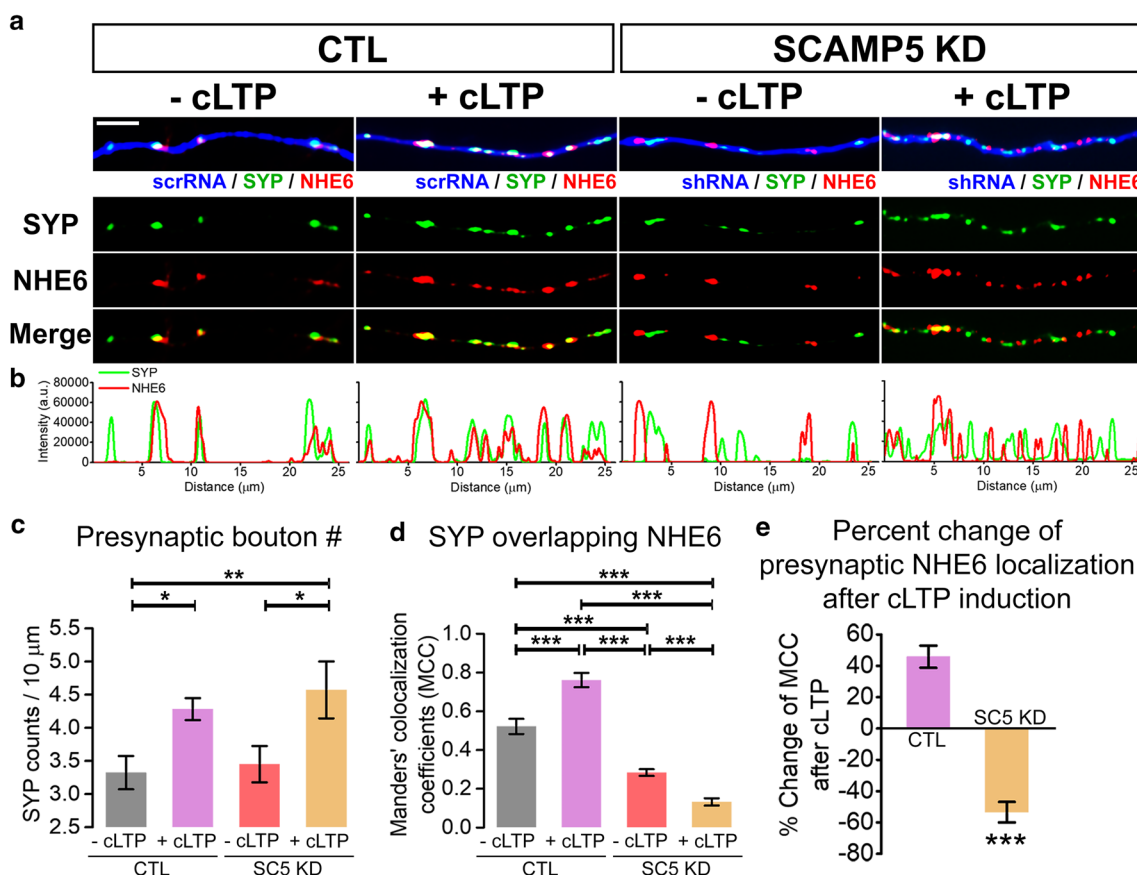 a
CTL
SCAMP5 KD
- cLTP
+ cLTP
- cLTP
+ cLTP
scrRNA / SYP / NHE6
scrRNA / SYP / NHE6
shRNA / SYP / NHE6
shRNA / SYP / NHE6
SYP
NHE6
Merge
b
SYP
NHE6
Intensity (a.u.)
80000
60000
40000
20000
0
5 10 15 20 25
5 10 15 20 25
5 10 15 20 25
5 10 15 20 25
Distance (μm)
Distance (μm)
Distance (μm)
Distance (μm)
c
Presynaptic bouton #
**
*
*
SYP counts / 10 μm
5.5
5.0
4.5
4.0
3.5
3.0
2.5
- cLTP
+ cLTP
- cLTP
+ cLTP
CTL
SC5 KD
d
SYP overlapping NHE6
***
***
***
***
***
***
Manders' colocalization
coefficients (MCC)
1.0
0.8
0.6
0.4
0.2
0.0
- cLTP
+ cLTP
- cLTP
+ cLTP
CTL
SC5 KD
e
Percent change of
presynaptic NHE6 localization
after cLTP induction
% Change of MCC
after cLTP
60
40
20
0
-20
-40
-60
-80
SC5 KD
CTL
***